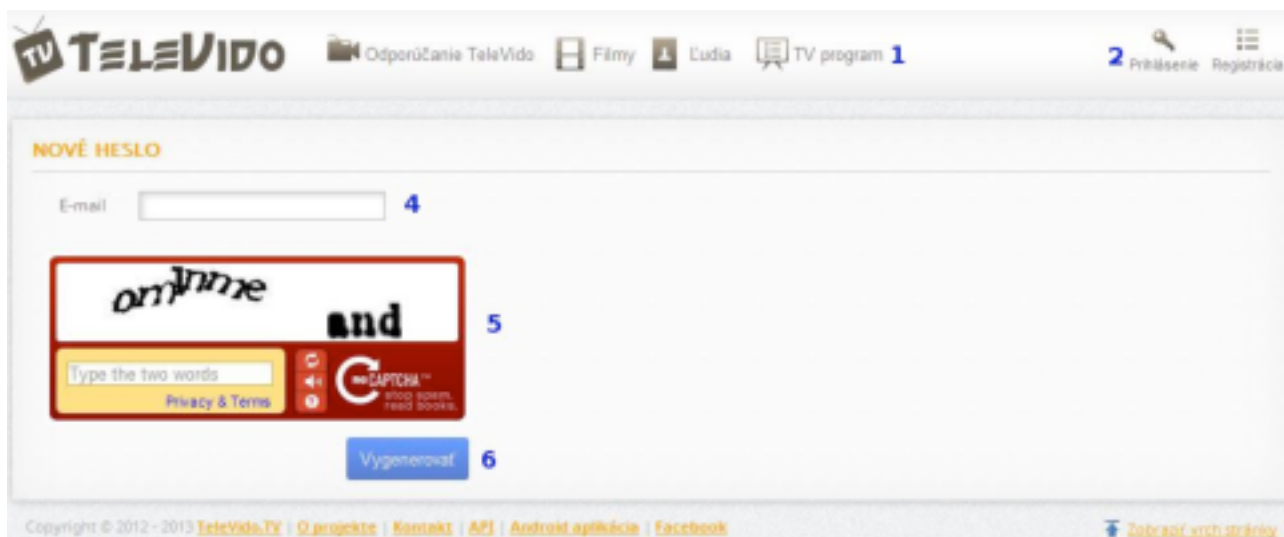 TV TELEVIDO Odporúčanie TeleVido Filmy Ľudia TV program 1 2 Prihlásenie Registrácia
NOVÉ HESLO
E-mail 4
and
5
Type the two words
Privacy & Terms
CAPTCHA™
stop spam.
read books.
Vygenerovať 6
Copyright © 2012 - 2013 TeleVido.TV | O projekte | Kontakt | API | Android aplikácia | Facebook Zobraziť vrch stránky